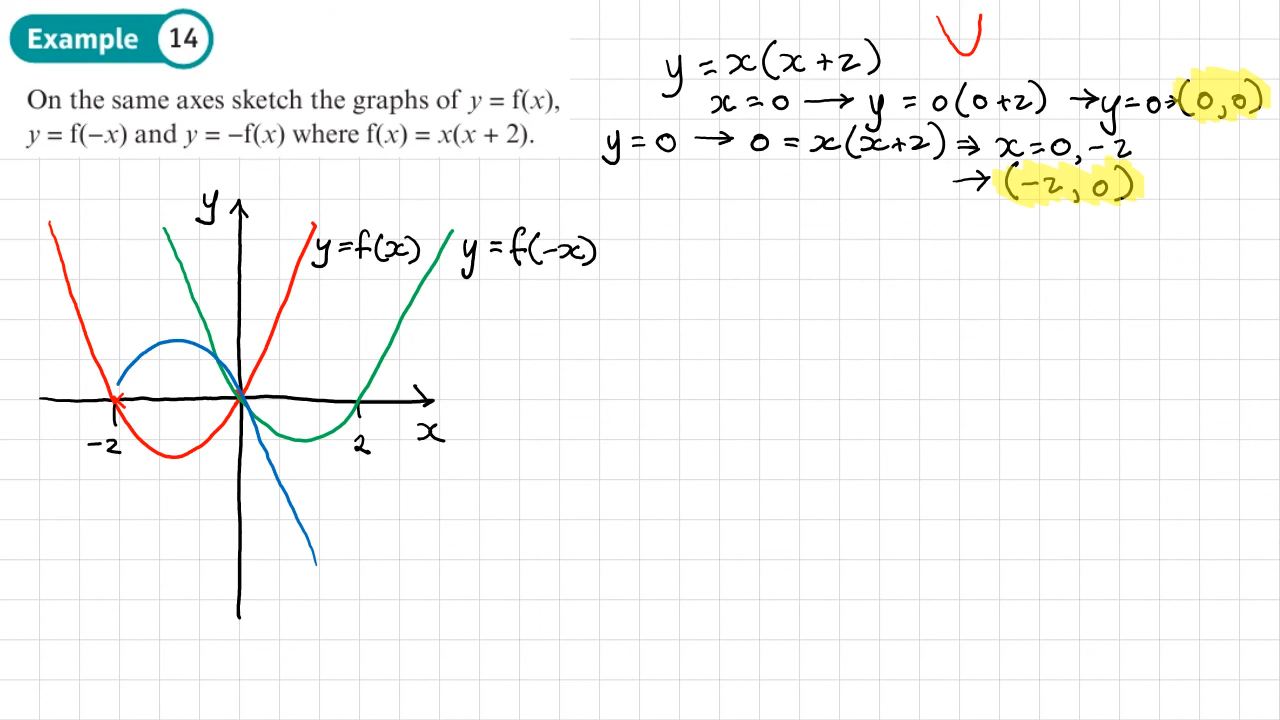 Example 14
On the same axes sketch the graphs of y = f(x),
y = f(−x) and y = −f(x) where f(x) = x(x + 2).
y = x(x+2)
x = 0 → y = 0(0+2) → y = 0 ⇒ (0,0)
y = 0 → 0 = x(x+2) ⇒ x = 0, -2
→ (-2, 0)
y
y = f(x) y = f(-x)
-2 2 x